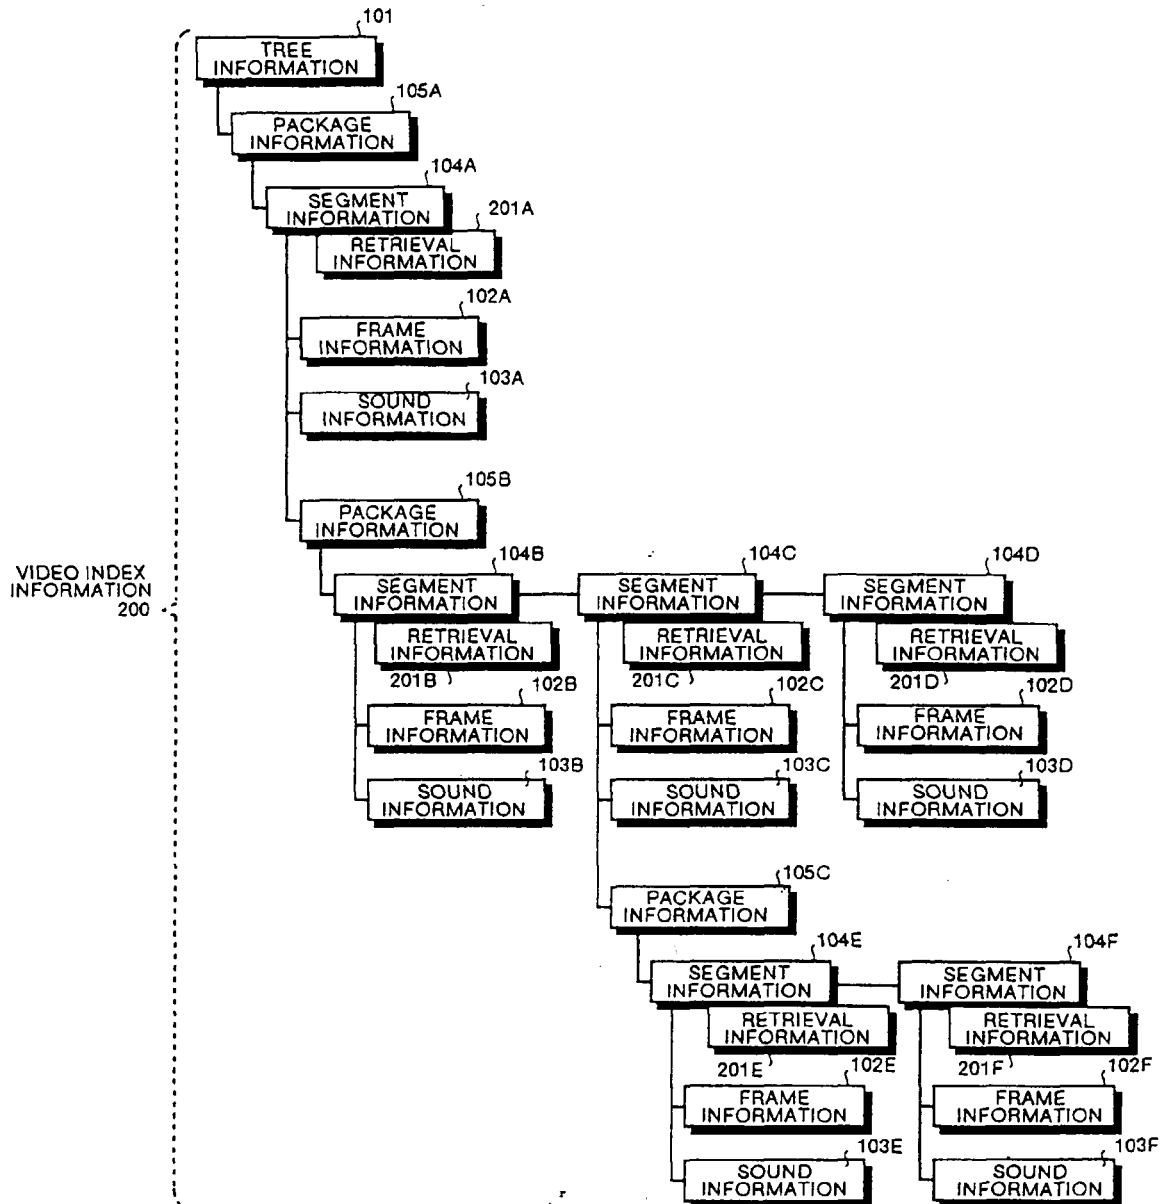 101
TREE
INFORMATION
105A
PACKAGE
INFORMATION
104A
SEGMENT
INFORMATION
201A
RETRIEVAL
INFORMATION
102A
FRAME
INFORMATION
103A
SOUND
INFORMATION
105B
PACKAGE
INFORMATION
VIDEO INDEX
INFORMATION
200
104B
SEGMENT
INFORMATION
RETRIEVAL
INFORMATION
201B
102B
FRAME
INFORMATION
103B
SOUND
INFORMATION
104C
SEGMENT
INFORMATION
RETRIEVAL
INFORMATION
201C
102C
FRAME
INFORMATION
103C
SOUND
INFORMATION
104D
SEGMENT
INFORMATION
RETRIEVAL
INFORMATION
201D
102D
FRAME
INFORMATION
103D
SOUND
INFORMATION
105C
PACKAGE
INFORMATION
104E
SEGMENT
INFORMATION
RETRIEVAL
INFORMATION
201E
102E
FRAME
INFORMATION
103E
SOUND
INFORMATION
104F
SEGMENT
INFORMATION
RETRIEVAL
INFORMATION
201F
102F
FRAME
INFORMATION
103F
SOUND
INFORMATION